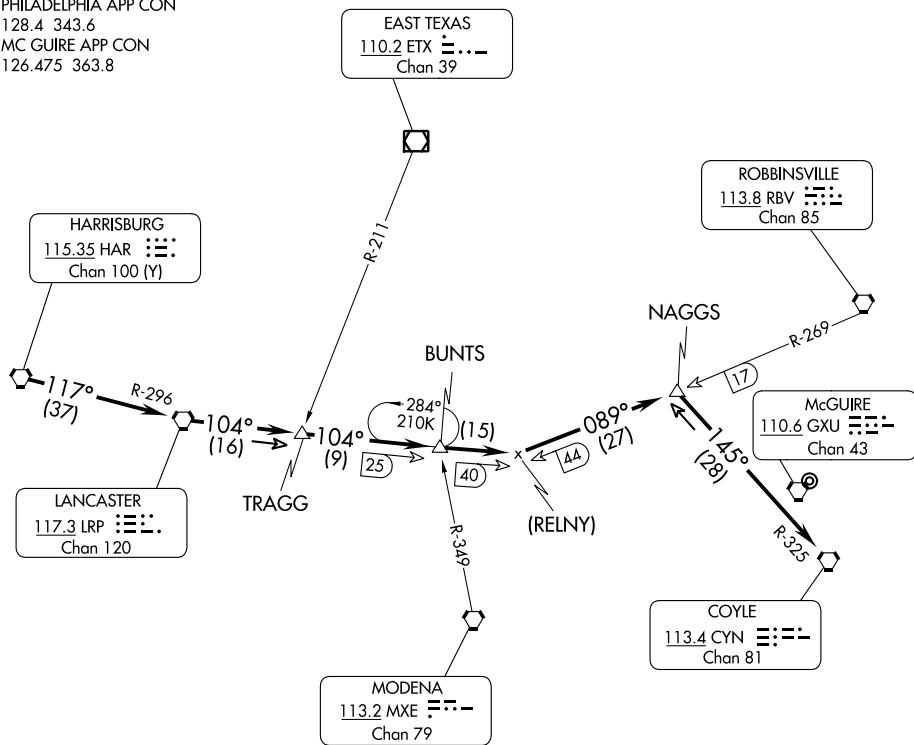 PHILADELPHIA APP CON
128.4 343.6
MC GUIRE APP CON
126.475 363.8
EAST TEXAS
110.2 ETX
Chan 39
ROBBINSVILLE
113.8 RBV
Chan 85
HARRISBURG
115.35 HAR
Chan 100 (Y)
R-211
NAGGS
R-269
17
BUNTS
McGUIRE
110.6 GXU
Chan 43
117°
(37)
R-296
104°
(16)
284°
210K
104°
(9)
25
(15)
40
089°
(27)
44
145°
(28)
R-325
TRAGG
(RELNY)
LANCASTER
117.3 LRP
Chan 120
R-349
COYLE
113.4 CYN
Chan 81
MODENA
113.2 MXE
Chan 79